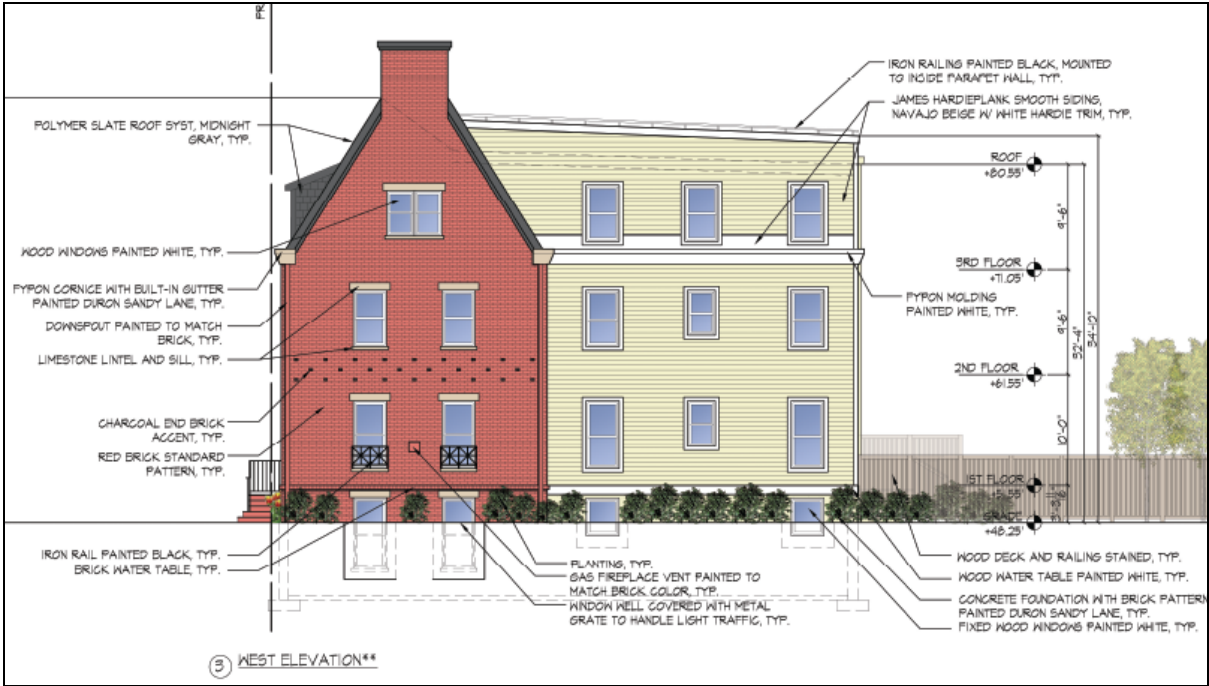 PR
IRON RAILING PAINTED BLACK, MOUNTED
TO INSIDE PARAPET WALL, TYP.
JAMES HARDIEPLANK SMOOTH SIDING,
NAVAJO BEIGE W/ WHITE HARDIE TRIM, TYP.
POLYMER SLATE ROOF SYST, MIDNIGHT
GRAY, TYP.
ROOF
+80.55'
9'-6"
WOOD WINDOWS PAINTED WHITE, TYP.
3RD FLOOR
+71.05'
FYPON CORNICE WITH BUILT-IN GUTTER
PAINTED DURON SANDY LANE, TYP.
FYPON MOLDING
PAINTED WHITE, TYP.
DOWNSPOUT PAINTED TO MATCH
BRICK, TYP.
9'-6"
32'-4"
34'-10"
LIMESTONE LINTEL AND SILL, TYP.
2ND FLOOR
+61.55'
CHARCOAL END BRICK
ACCENT, TYP.
10'-0"
RED BRICK STANDARD
PATTERN, TYP.
1ST FLOOR
GRADE
+48.25'
IRON RAIL PAINTED BLACK, TYP.
BRICK WATER TABLE, TYP.
PLANTING, TYP.
GAS FIREPLACE VENT PAINTED TO
MATCH BRICK COLOR, TYP.
WINDOW WELL COVERED WITH METAL
GRATE TO HANDLE LIGHT TRAFFIC, TYP.
WOOD DECK AND RAILING STAINED, TYP.
WOOD WATER TABLE PAINTED WHITE, TYP.
CONCRETE FOUNDATION WITH BRICK PATTERN
PAINTED DURON SANDY LANE, TYP.
FIXED WOOD WINDOWS PAINTED WHITE, TYP.
3 WEST ELEVATION**